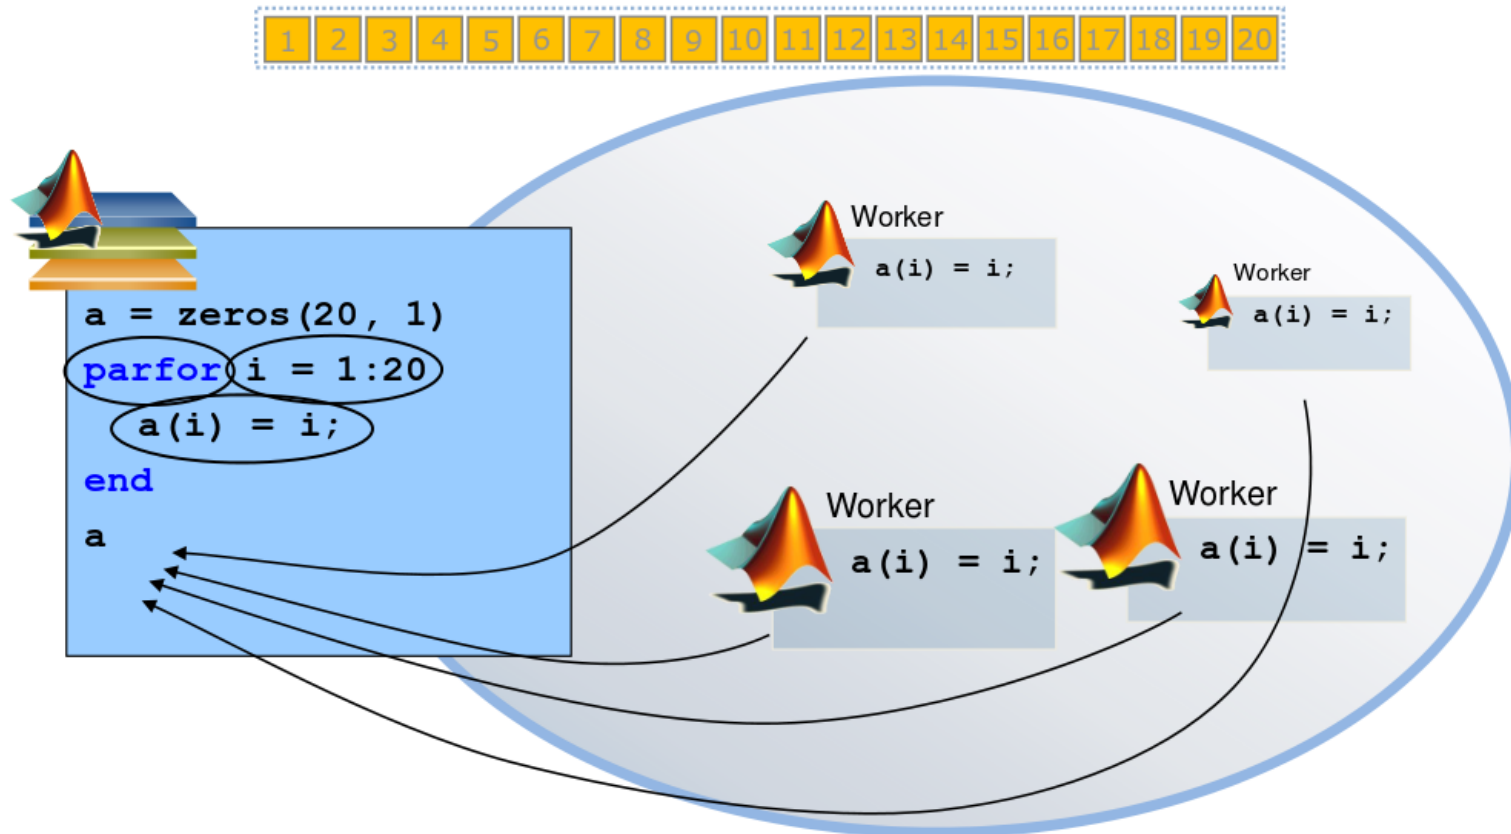 1 2 3 4 5 6 7 8 9 10 11 12 13 14 15 16 17 18 19 20
a = zeros(20, 1)
parfor i = 1:20
a(i) = i;
end
a
Worker
a(i) = i;
Worker
a(i) = i;
Worker
a(i) = i;
Worker
a(i) = i;